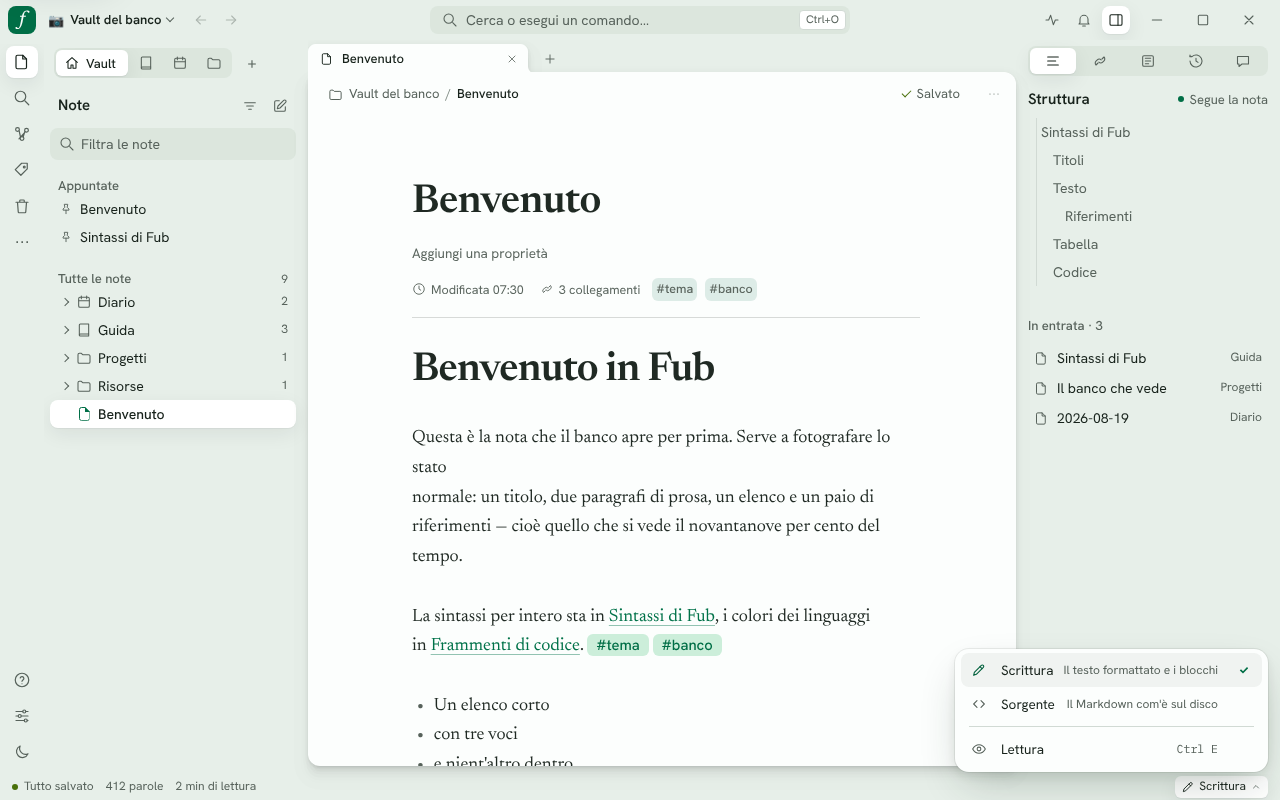 Vault del banco
Cerca o esegui un comando…
Ctrl+O
Vault
Note
Filtra le note
Appuntate
Benvenuto
Sintassi di Fub
Tutte le note 9
Diario 2
Guida 3
Progetti 1
Risorse 1
Benvenuto
Benvenuto
Vault del banco / Benvenuto
Salvato
Benvenuto
Aggiungi una proprietà
Modificata 07:30 3 collegamenti #tema #banco
Benvenuto in Fub
Questa è la nota che il banco apre per prima. Serve a fotografare lo
stato
normale: un titolo, due paragrafi di prosa, un elenco e un paio di
riferimenti — cioè quello che si vede il novantanove per cento del
tempo.
La sintassi per intero sta in Sintassi di Fub, i colori dei linguaggi
in Frammenti di codice. #tema #banco
• Un elenco corto
• con tre voci
• e nient'altro dentro
Struttura
Segue la nota
Sintassi di Fub
Titoli
Testo
Riferimenti
Tabella
Codice
In entrata · 3
Sintassi di Fub Guida
Il banco che vede Progetti
2026-08-19 Diario
Scrittura Il testo formattato e i blocchi
Sorgente Il Markdown com'è sul disco
Lettura Ctrl E
Tutto salvato 412 parole 2 min di lettura
Scrittura